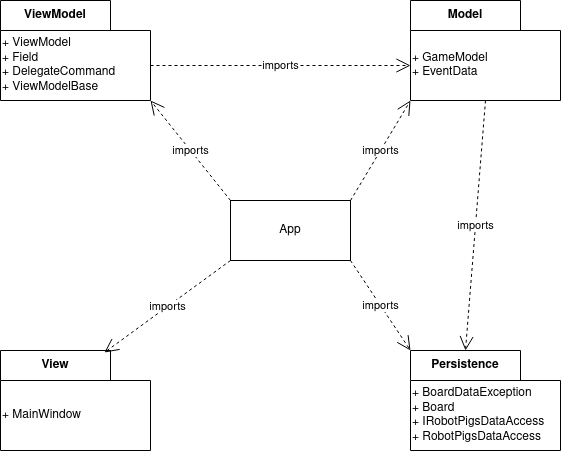 ViewModel
+ ViewModel
+ Field
+ DelegateCommand
+ ViewModelBase
imports
Model
+ GameModel
+ EventData
imports
imports
App
imports
imports
imports
View
+ MainWindow
Persistence
+ BoardDataException
+ Board
+ IRobotPigsDataAccess
+ RobotPigsDataAccess